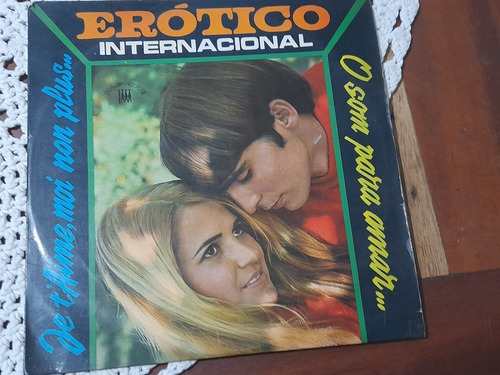 ERÓTICO
INTERNACIONAL
Je t'Aime, moi non plus...
O som para amar...